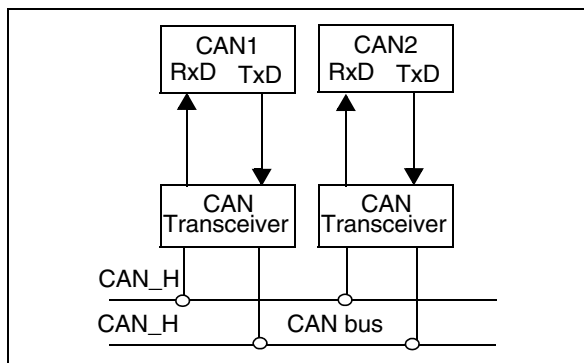 CAN1
RxD TxD
CAN2
RxD TxD
CAN
Transceiver
CAN
Transceiver
CAN_H
CAN_H
CAN bus